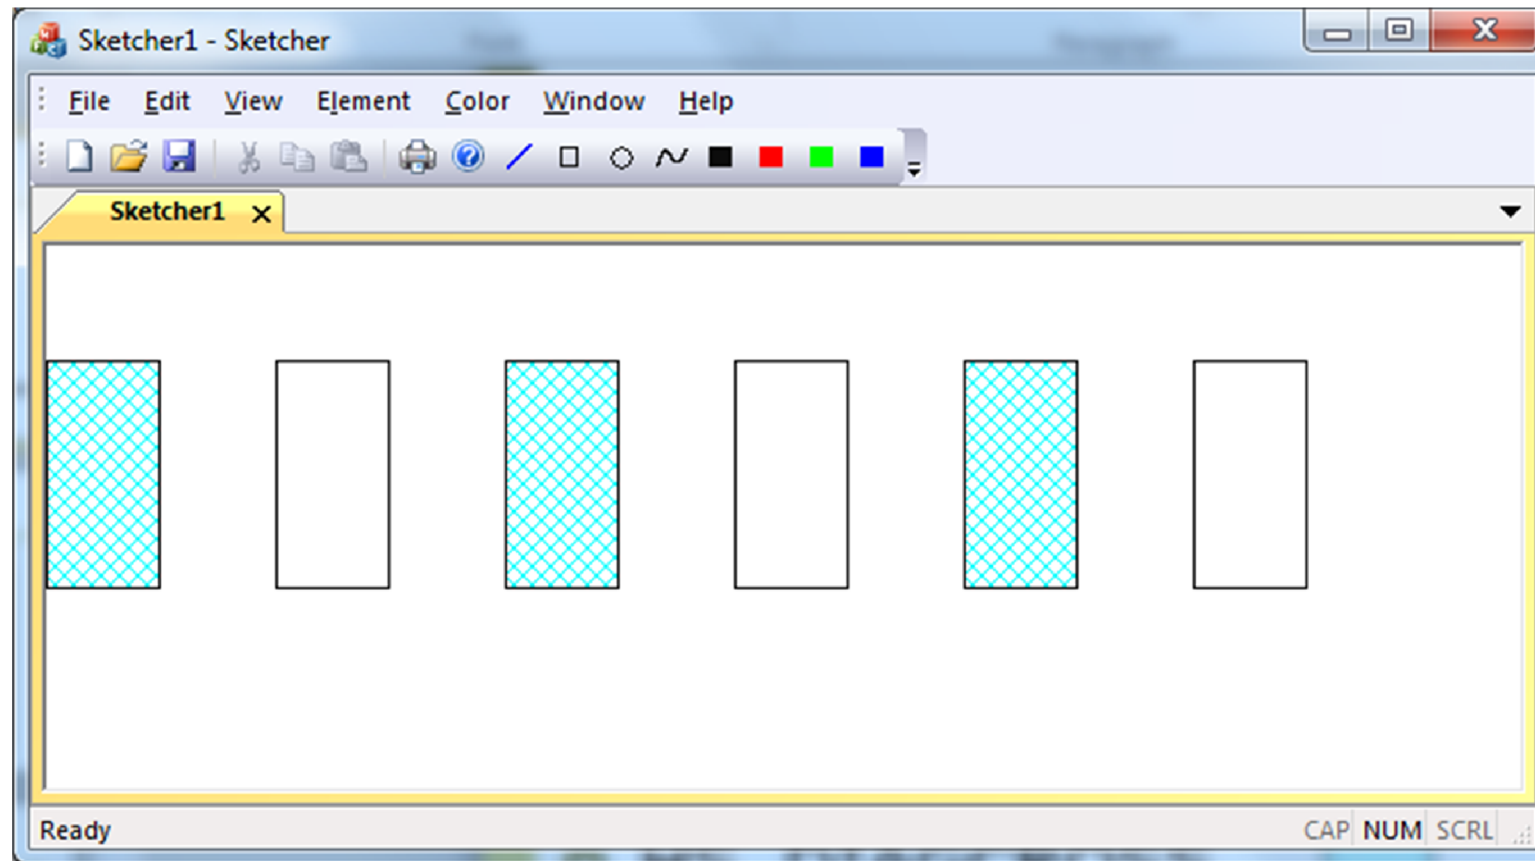 Sketcher1 - Sketcher
File Edit View Element Color Window Help
Sketcher1
Ready
CAP NUM SCRL